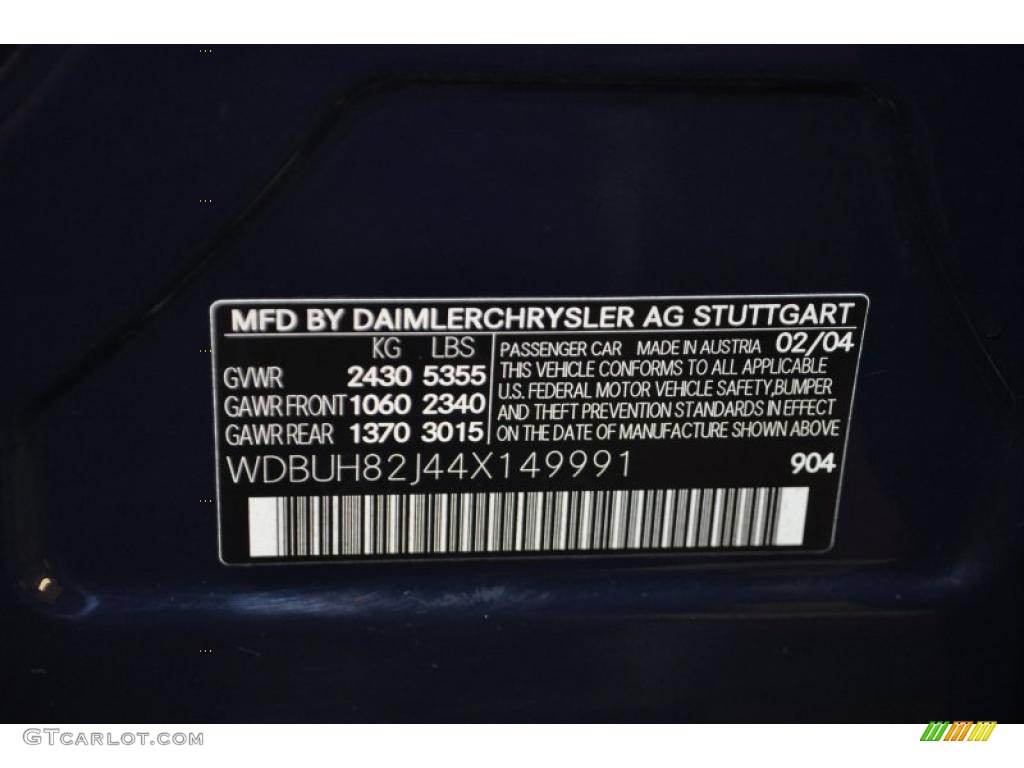 MFD BY DAIMLERCHRYSLER AG STUTTGART
KG LBS
GVWR 2430 5355
GAWR FRONT 1060 2340
GAWR REAR 1370 3015
PASSENGER CAR MADE IN AUSTRIA 02/04
THIS VEHICLE CONFORMS TO ALL APPLICABLE
U.S. FEDERAL MOTOR VEHICLE SAFETY, BUMPER
AND THEFT PREVENTION STANDARDS IN EFFECT
ON THE DATE OF MANUFACTURE SHOWN ABOVE
WDBUH82J44X149991 904
GTCARLOT.COM